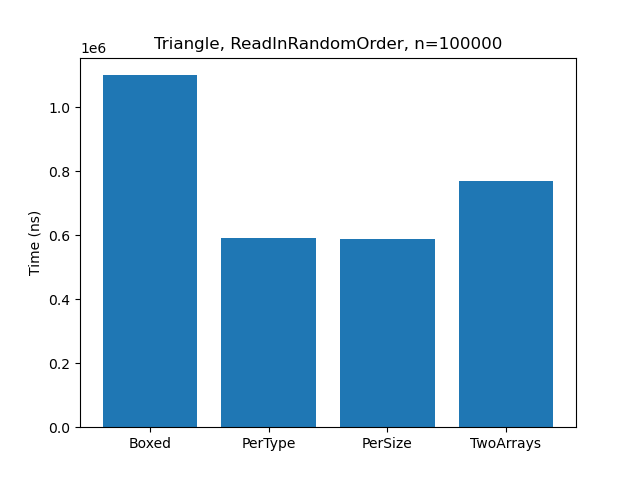 Triangle, ReadInRandomOrder, n=100000
1e6
1.0
0.8
0.6
0.4
0.2
0.0
Time (ns)
Boxed PerType PerSize TwoArrays